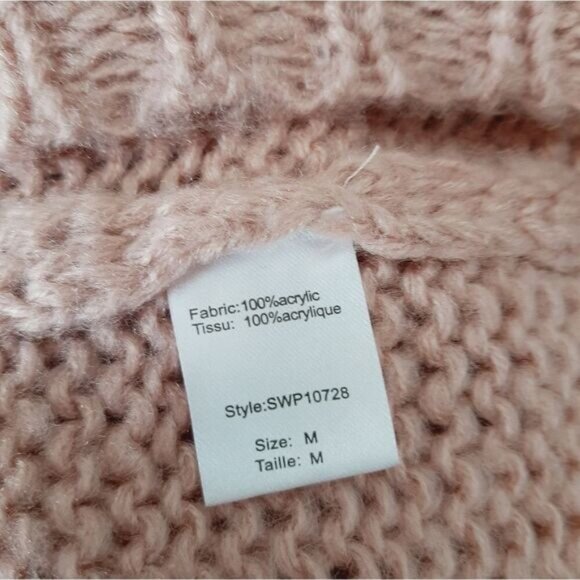 Fabric:100%acrylic
Tissu: 100%acrylique
Style:SWP10728
Size: M
Taille: M